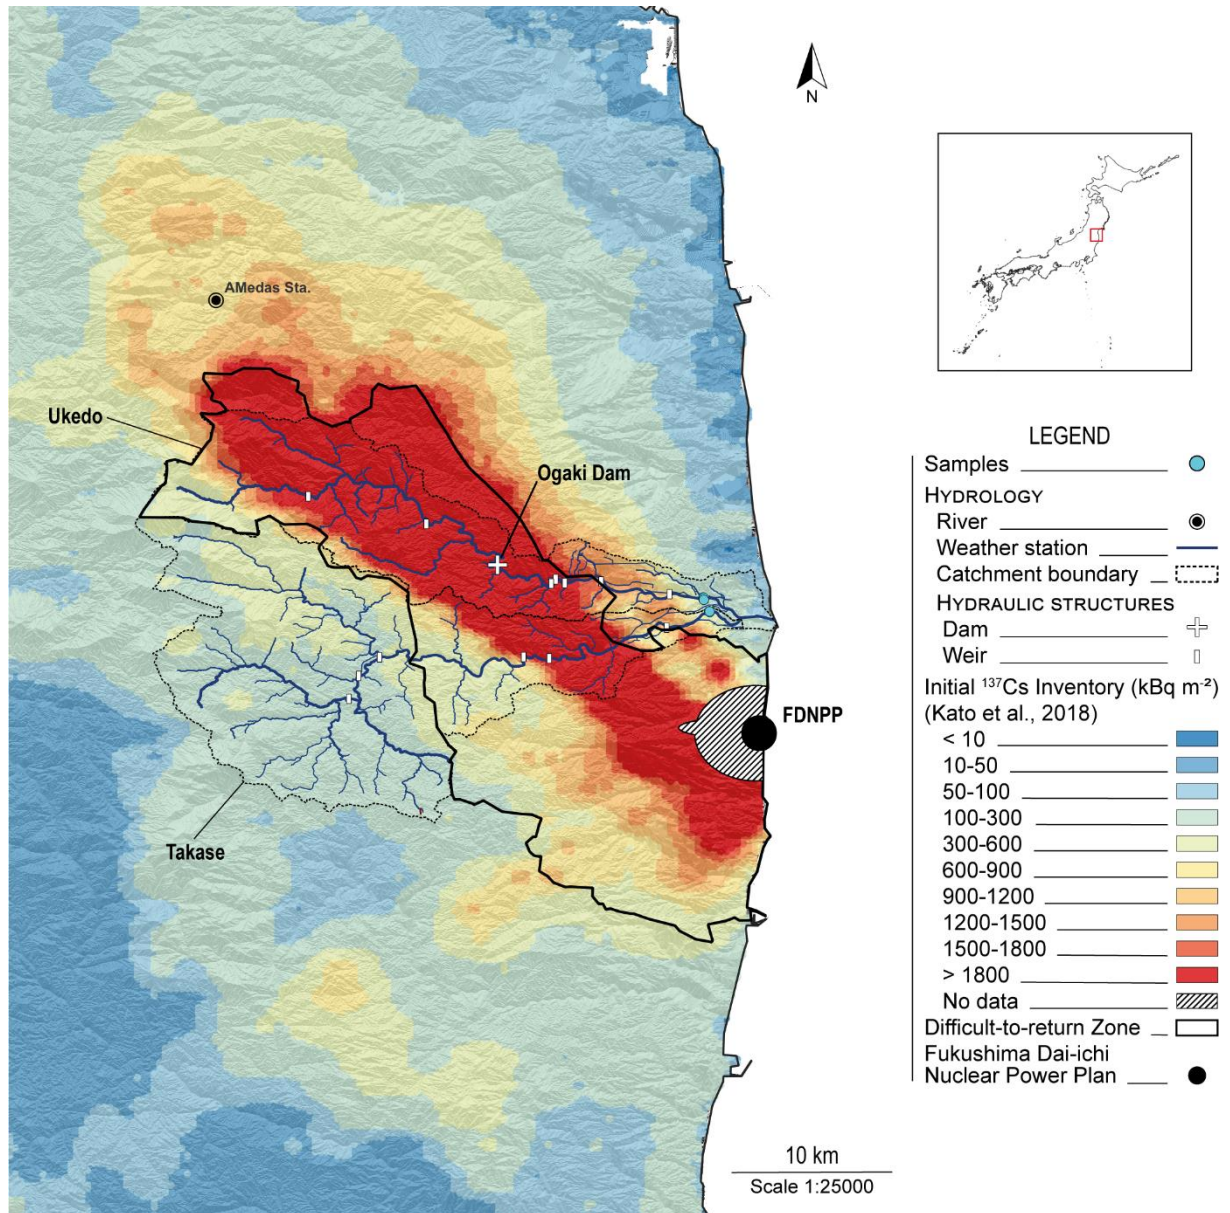 N
AMedas Sta.
Ukedo
Ogaki Dam
FDNPP
Takase
10 km
Scale 1:25000
LEGEND
Samples
HYDROLOGY
River
Weather station
Catchment boundary
HYDRAULIC STRUCTURES
Dam
Weir
Initial ¹³⁷Cs Inventory (kBq m⁻²)
(Kato et al., 2018)
< 10
10-50
50-100
100-300
300-600
600-900
900-1200
1200-1500
1500-1800
> 1800
No data
Difficult-to-return Zone
Fukushima Dai-ichi
Nuclear Power Plan